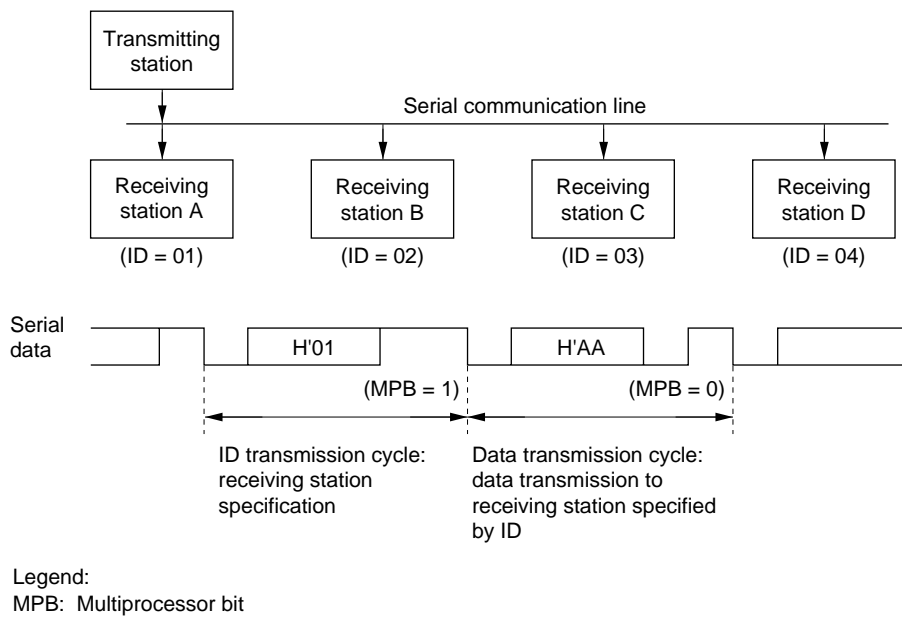 Transmitting
station
Serial communication line
Receiving
station A
Receiving
station B
Receiving
station C
Receiving
station D
(ID = 01)
(ID = 02)
(ID = 03)
(ID = 04)
Serial
data
H'01
H'AA
(MPB = 1)
(MPB = 0)
ID transmission cycle:
receiving station
specification
Data transmission cycle:
data transmission to
receiving station specified
by ID
Legend:
MPB: Multiprocessor bit